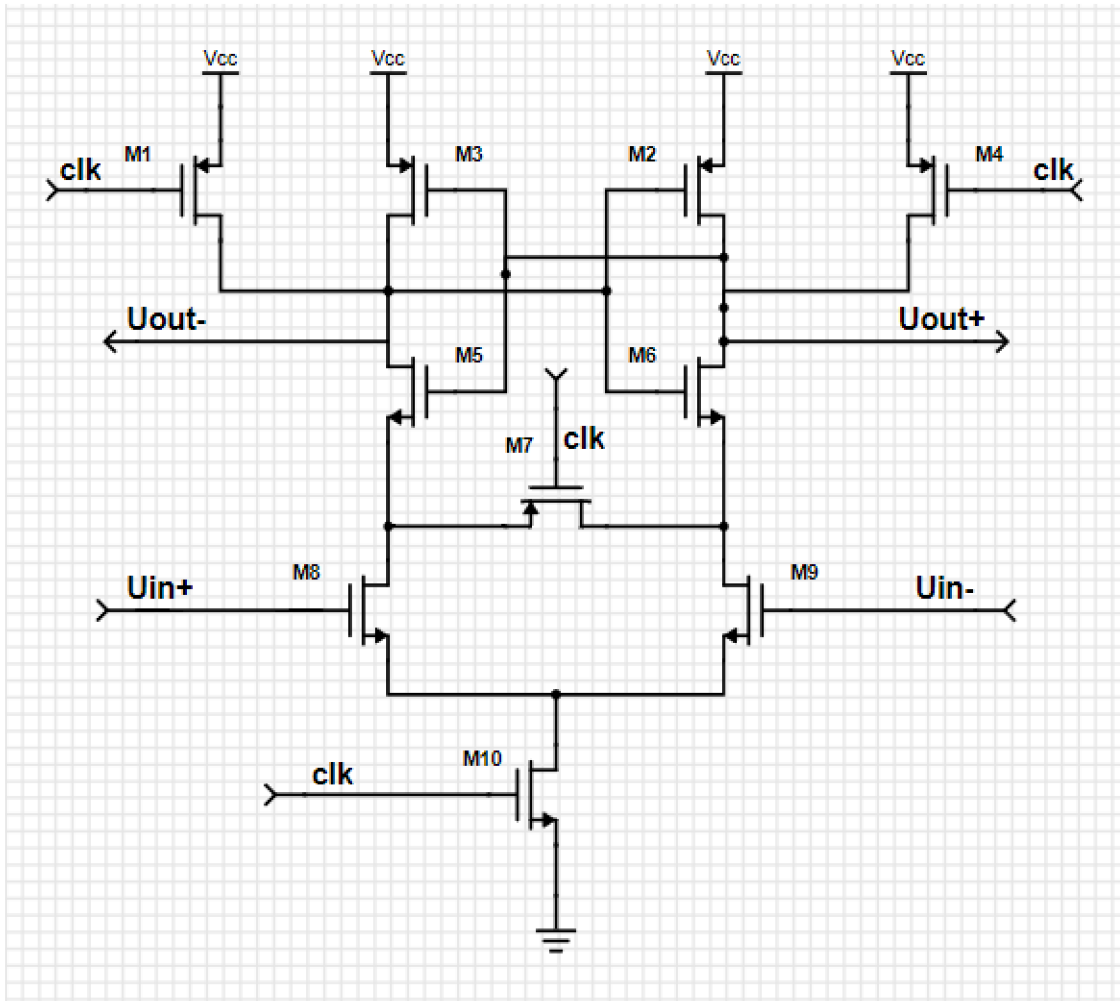 Vcc Vcc Vcc Vcc
M1 M3 M2 M4
clk clk
Uout- Uout+
M5 M6
M7 clk
M8 M9
Uin+ Uin-
M10
clk